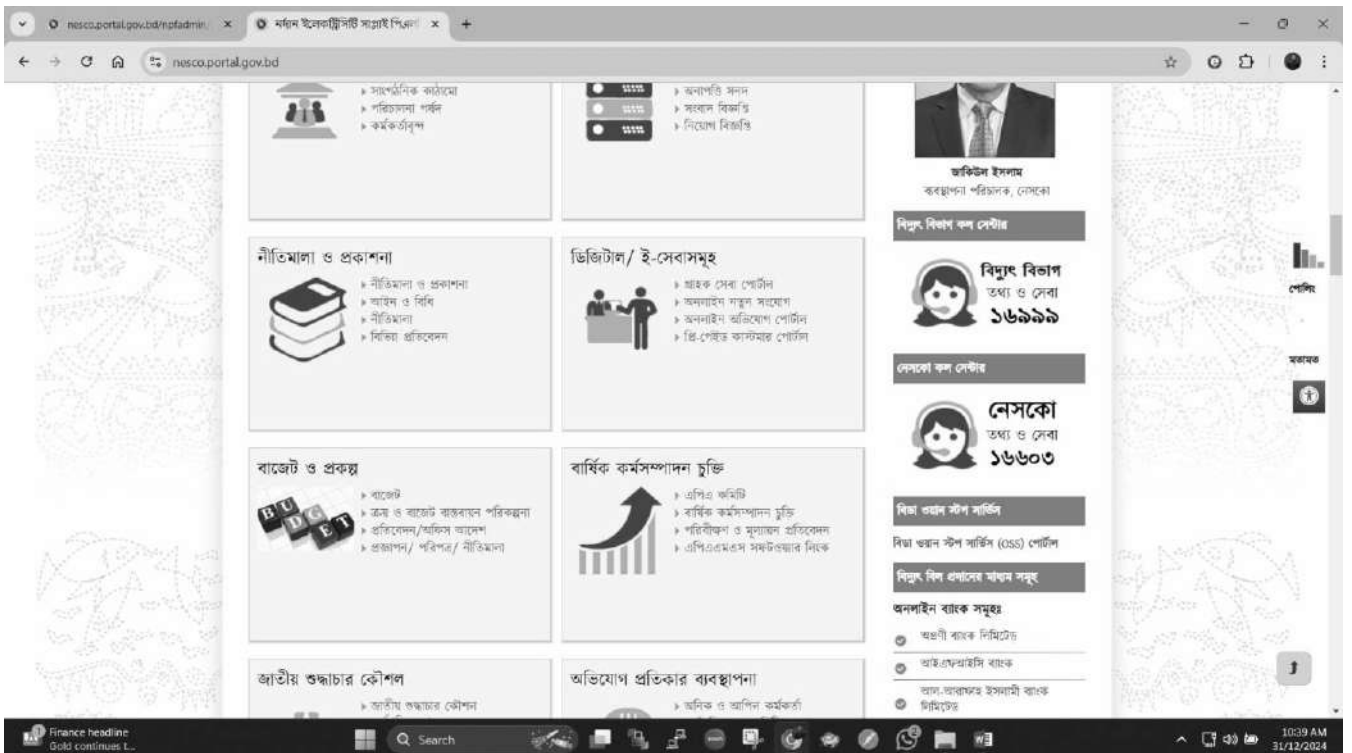 nesco.portal.gov.bd/npfadmin/
নর্দান ইলেকট্রিসিটি সাপ্লাই পিএল
nesco.portal.gov.bd
সাংগঠনিক কাঠামো
পরিচালনা পর্ষদ
কর্মকর্তাবৃন্দ
অনাপত্তি সনদ
সংবাদ বিজ্ঞপ্তি
নিয়োগ বিজ্ঞপ্তি
জাকিউল ইসলাম
ব্যবস্থাপনা পরিচালক, নেসকো
নীতিমালা ও প্রকাশনা
নীতিমালা ও প্রকাশনা
আইন ও বিধি
নীতিমালা
বিভিন্ন প্রতিবেদন
ডিজিটাল/ ই-সেবাসমূহ
গ্রাহক সেবা পোর্টাল
অনলাইন নতুন সংযোগ
অনলাইন অভিযোগ পোর্টাল
প্রি-পেইড কাস্টমার পোর্টাল
বিদ্যুৎ বিভাগ কল সেন্টার
বিদ্যুৎ বিভাগ
তথ্য ও সেবা
১৬৯৯৯
নেসকো কল সেন্টার
নেসকো
তথ্য ও সেবা
১৬৬০৩
পোলিং
মতামত
বাজেট ও প্রকল্প
BUDGET
বাজেট
ক্রয় ও বাজেট বাস্তবায়ন পরিকল্পনা
প্রতিবেদন/অফিস আদেশ
প্রজ্ঞাপন/ পরিপত্র/ নীতিমালা
বার্ষিক কর্মসম্পাদন চুক্তি
এপিএ কমিটি
বার্ষিক কর্মসম্পাদন চুক্তি
পরিবীক্ষণ ও মূল্যায়ন প্রতিবেদন
এপিএএমএস সফটওয়্যার লিংক
বিডা ওয়ান স্টপ সার্ভিস
বিডা ওয়ান স্টপ সার্ভিস (OSS) পোর্টাল
বিদ্যুৎ বিল প্রদানের মাধ্যম সমূহ
অনলাইন ব্যাংক সমূহঃ
অগ্রণী ব্যাংক লিমিটেড
আইএফআইসি ব্যাংক
আল-আরাফাহ ইসলামী ব্যাংক
লিমিটেড
জাতীয় শুদ্ধাচার কৌশল
জাতীয় শুদ্ধাচার কৌশল
অভিযোগ প্রতিকার ব্যবস্থাপনা
অনিক ও আপিল কর্মকর্তা
Finance headline
Gold continues t...
Search
10:39 AM
31/12/2024